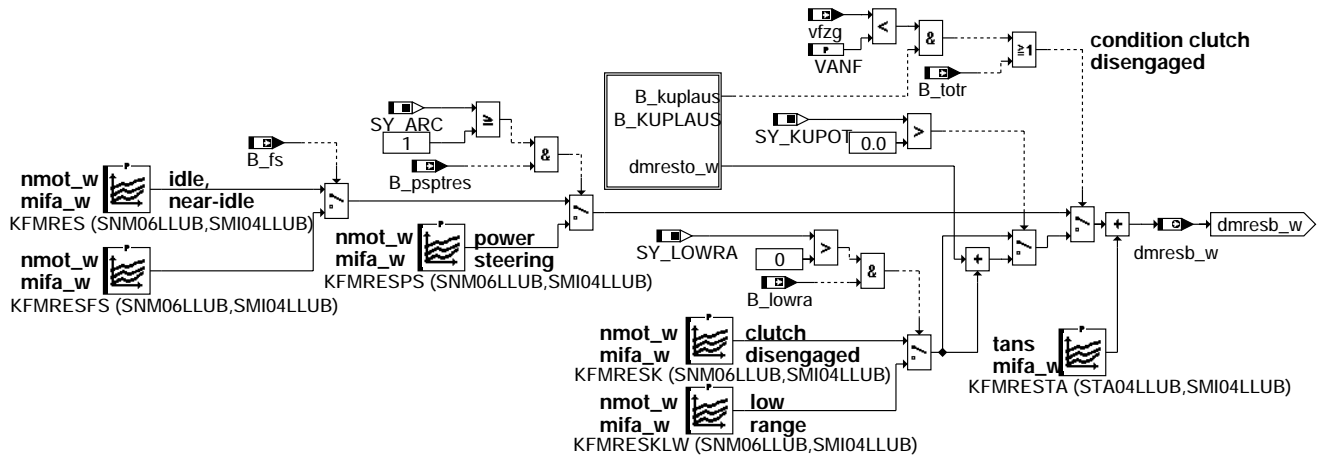 vfzg
<
P
VANF
&
≥1
condition clutch
disengaged
B_totr
B_kuplaus
B_KUPLAUS
dmresto_w
SY_ARC
≥
1
&
B_psptres
SY_KUPOT
0.0
>
B_fs
P
nmot_w
mifa_w
idle,
near-idle
KFMRES (SNM06LLUB,SMI04LLUB)
P
nmot_w
mifa_w
KFMRESFS (SNM06LLUB,SMI04LLUB)
P
nmot_w
mifa_w
power
steering
KFMRESPS (SNM06LLUB,SMI04LLUB)
SY_LOWRA
0
>
&
B_lowra
+
+
dmresb_w
dmresb_w
P
nmot_w
mifa_w
clutch
disengaged
KFMRESK (SNM06LLUB,SMI04LLUB)
P
nmot_w
mifa_w
low
range
KFMRESKLW (SNM06LLUB,SMI04LLUB)
P
tans
mifa_w
KFMRESTA (STA04LLUB,SMI04LLUB)